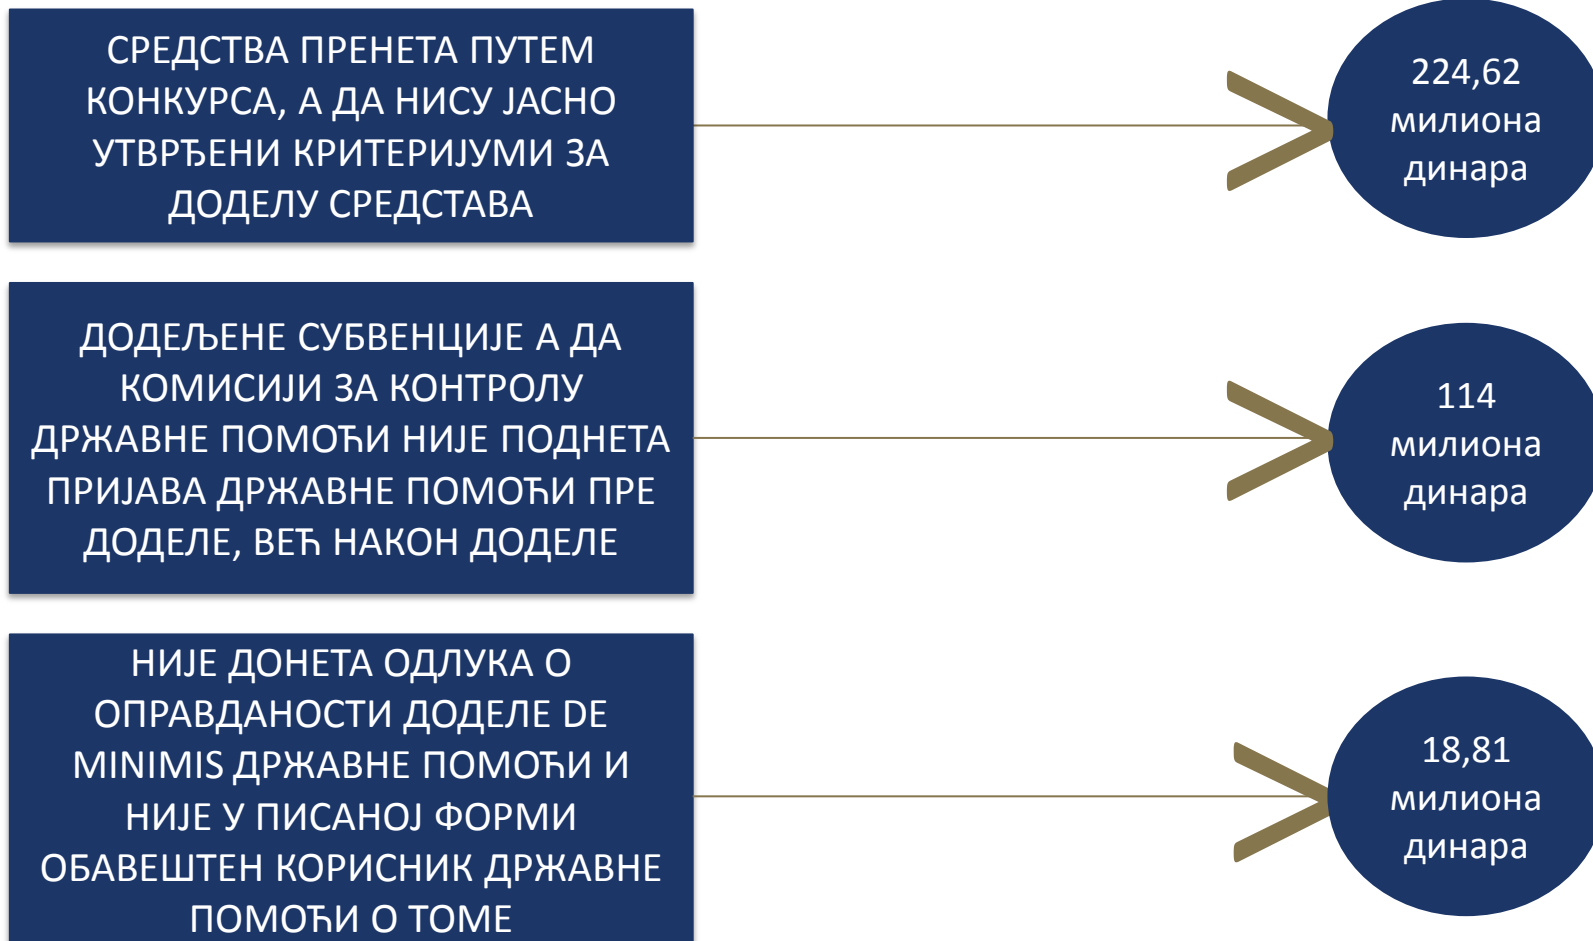 СРЕДСТВА ПРЕНЕТА ПУТЕМ
КОНКУРСА, А ДА НИСУ ЈАСНО
УТВРЂЕНИ КРИТЕРИЈУМИ ЗА
ДОДЕЛУ СРЕДСТАВА
224,62
милиона
динара
ДОДЕЉЕНЕ СУБВЕНЦИЈЕ А ДА
КОМИСИЈИ ЗА КОНТРОЛУ
ДРЖАВНЕ ПОМОЋИ НИЈЕ ПОДНЕТА
ПРИЈАВА ДРЖАВНЕ ПОМОЋИ ПРЕ
ДОДЕЛЕ, ВЕЋ НАКОН ДОДЕЛЕ
114
милиона
динара
НИЈЕ ДОНЕТА ОДЛУКА О
ОПРАВДАНОСТИ ДОДЕЛЕ DE
MINIMIS ДРЖАВНЕ ПОМОЋИ И
НИЈЕ У ПИСАНОЈ ФОРМИ
ОБАВЕШТЕН КОРИСНИК ДРЖАВНЕ
ПОМОЋИ О ТОМЕ
18,81
милиона
динара